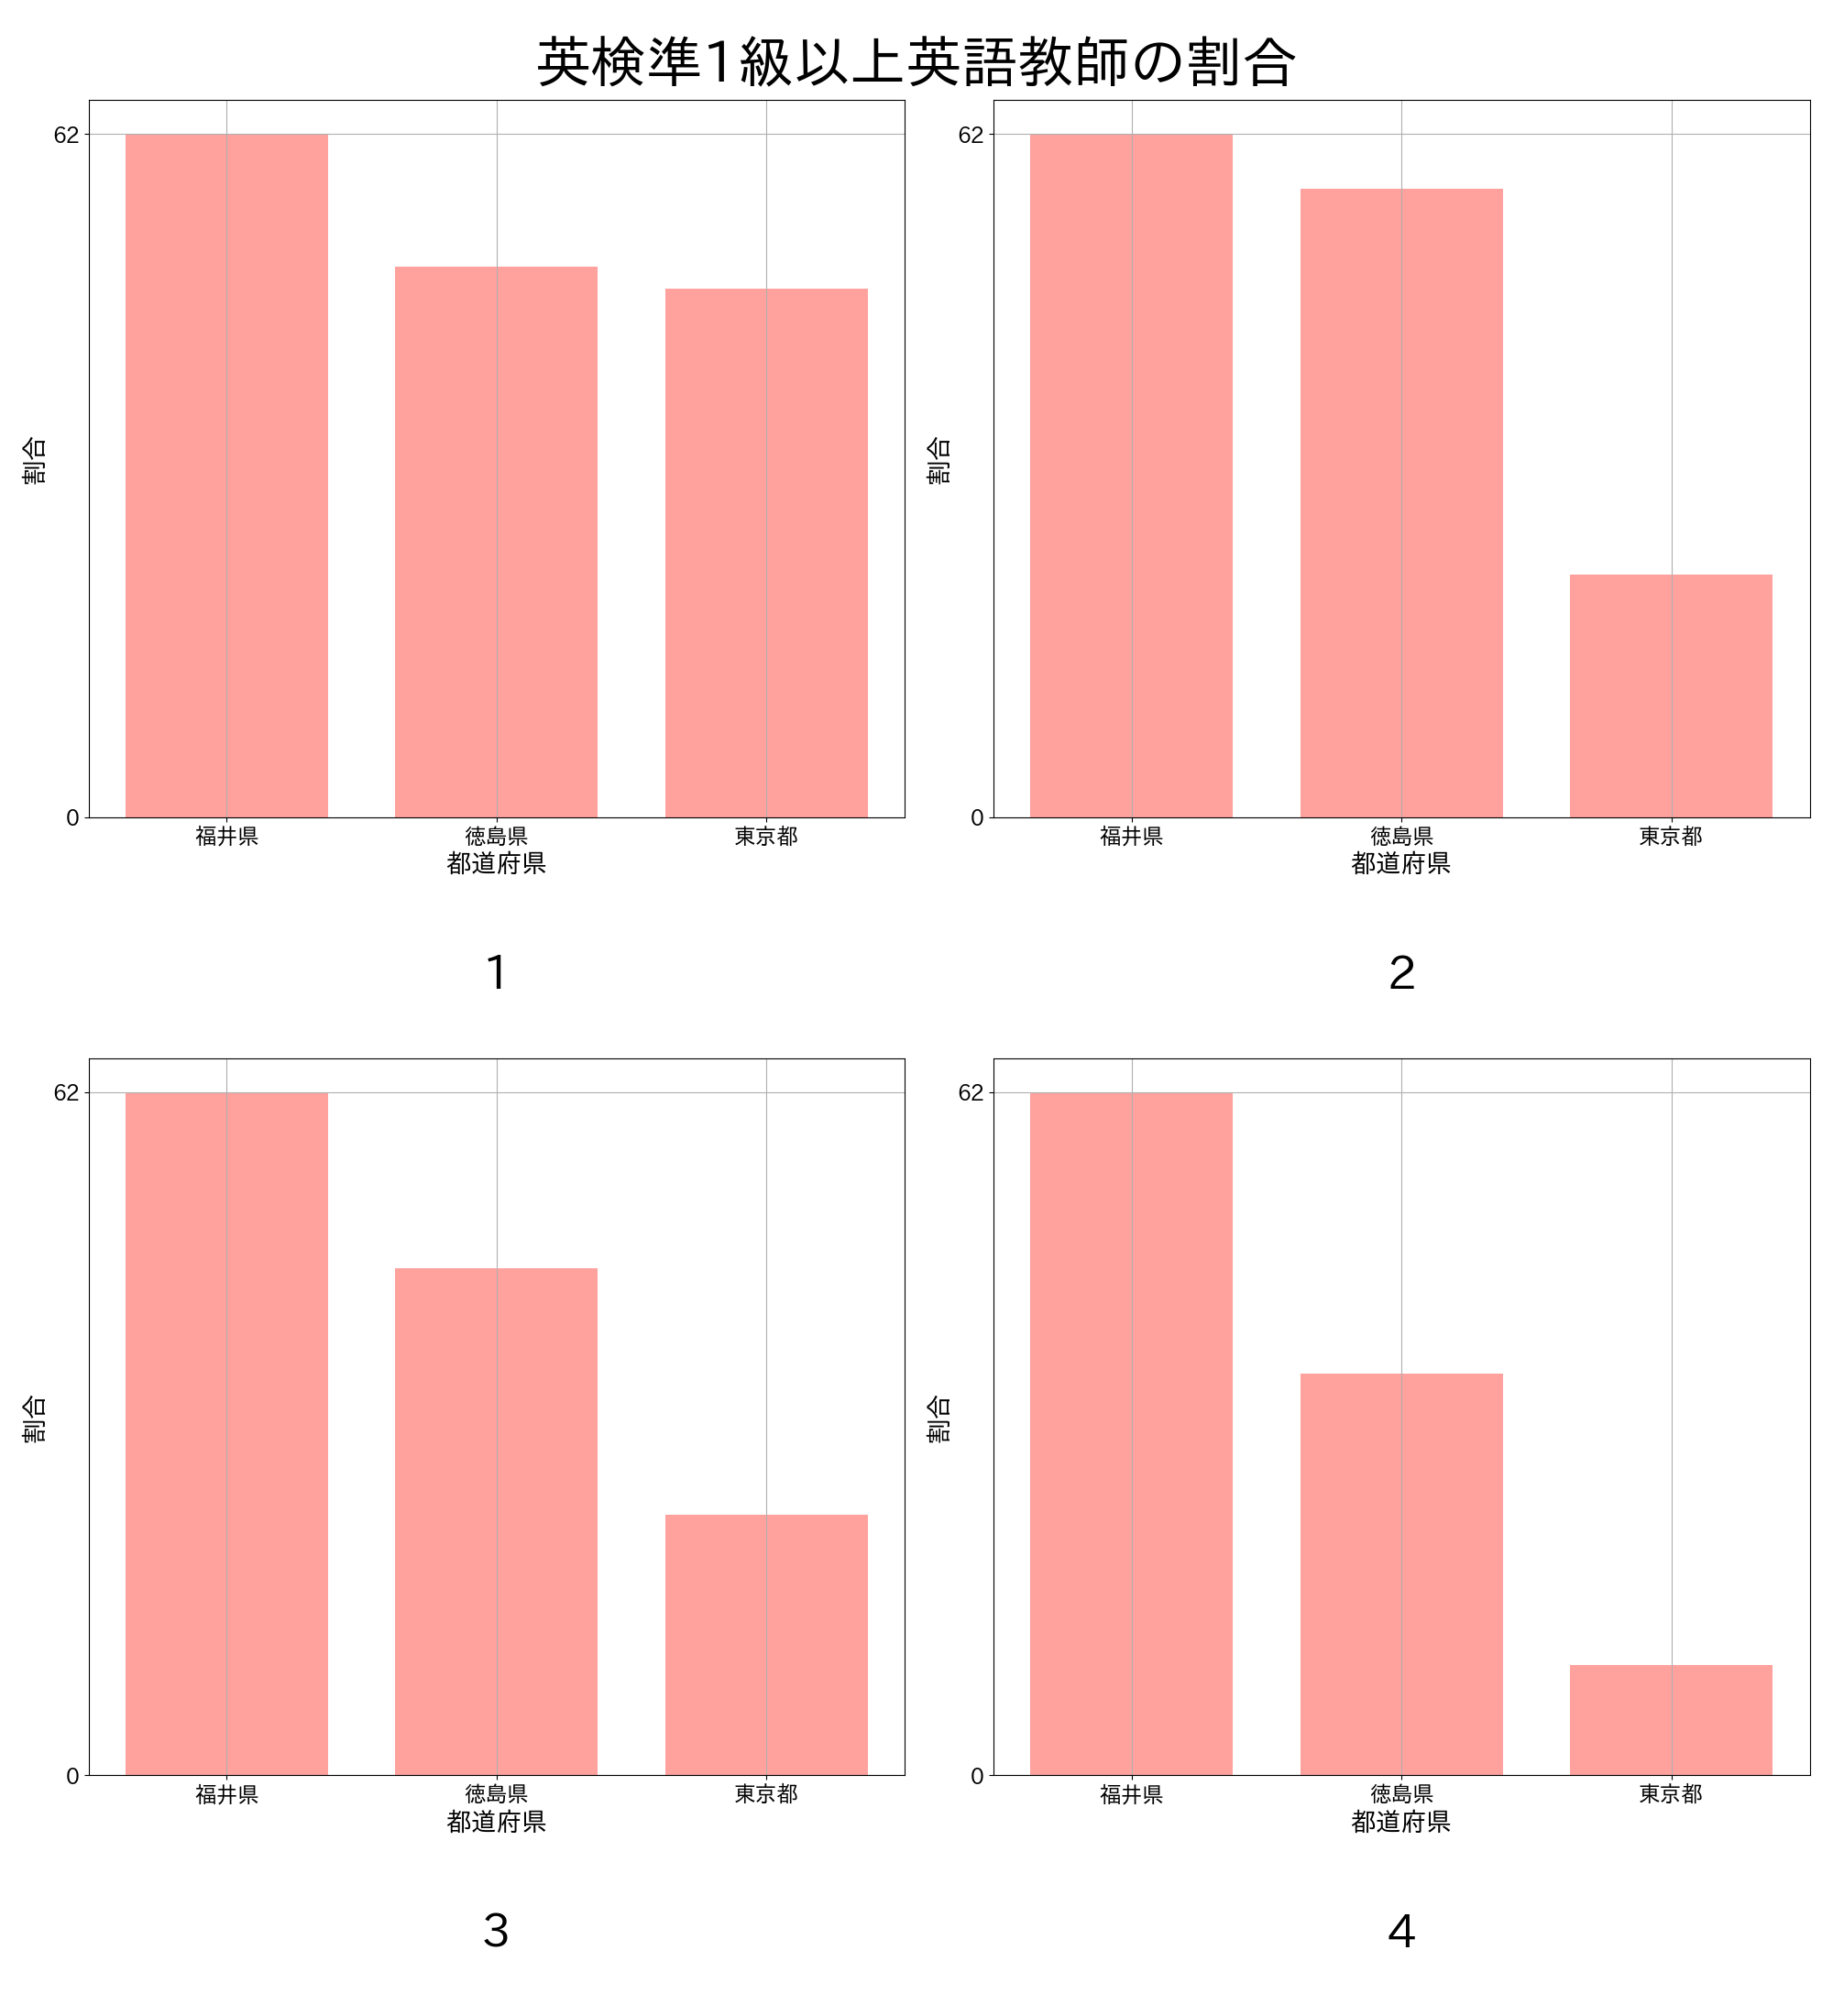 英検準1級以上英語教師の割合
62
0
割合
福井県 徳島県 東京都
都道府県
1
62
0
割合
福井県 徳島県 東京都
都道府県
2
62
0
割合
福井県 徳島県 東京都
都道府県
3
62
0
割合
福井県 徳島県 東京都
都道府県
4